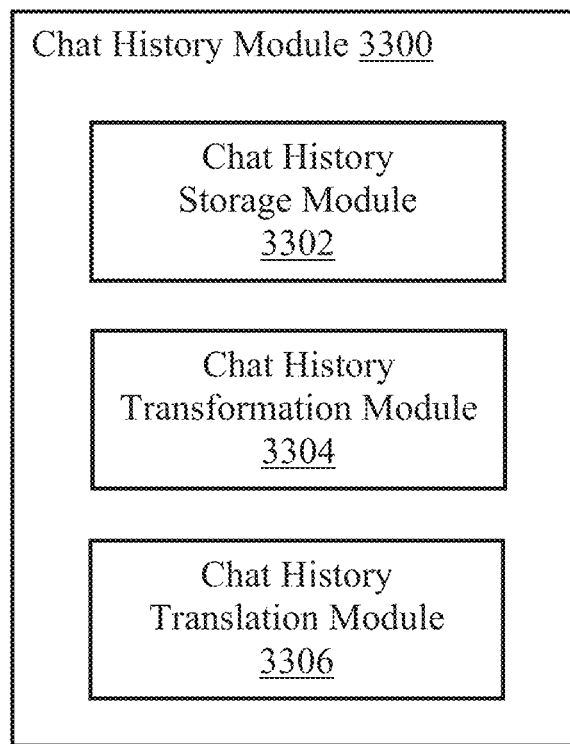 Chat History Module 3300
Chat History
Storage Module
3302
Chat History
Transformation Module
3304
Chat History
Translation Module
3306